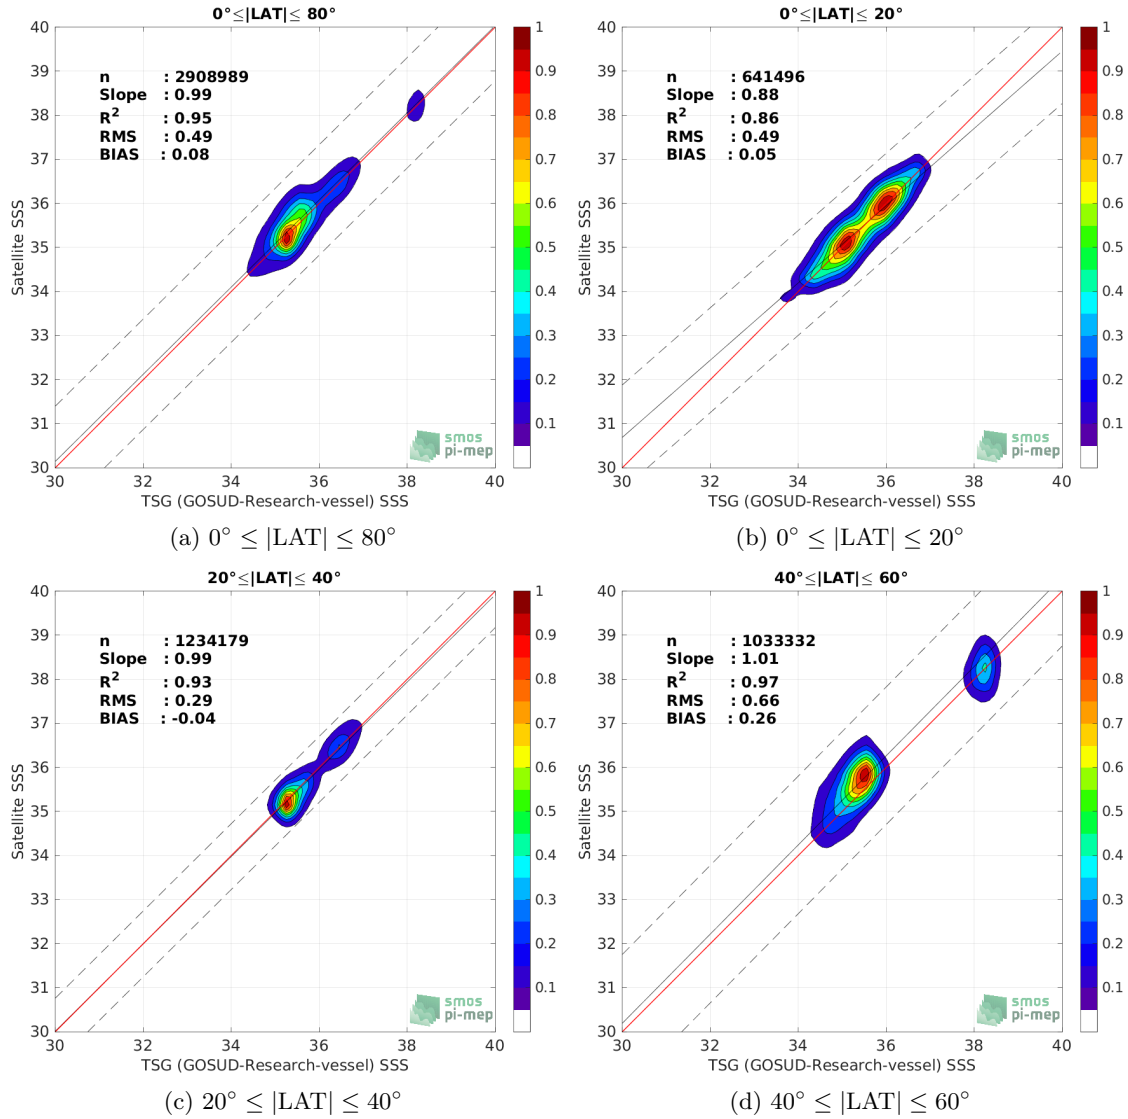 0°≤|LAT|≤ 80°
n : 2908989
Slope : 0.99
R² : 0.95
RMS : 0.49
BIAS : 0.08
Satellite SSS
40
39
38
37
36
35
34
33
32
31
30
30 32 34 36 38 40
TSG (GOSUD-Research-vessel) SSS
1
0.9
0.8
0.7
0.6
0.5
0.4
0.3
0.2
0.1
smos
pi-mep
(a) 0° ≤ |LAT| ≤ 80°
0°≤|LAT|≤ 20°
n : 641496
Slope : 0.88
R² : 0.86
RMS : 0.49
BIAS : 0.05
Satellite SSS
40
39
38
37
36
35
34
33
32
31
30
30 32 34 36 38 40
TSG (GOSUD-Research-vessel) SSS
1
0.9
0.8
0.7
0.6
0.5
0.4
0.3
0.2
0.1
smos
pi-mep
(b) 0° ≤ |LAT| ≤ 20°
20°≤|LAT|≤ 40°
n : 1234179
Slope : 0.99
R² : 0.93
RMS : 0.29
BIAS : -0.04
Satellite SSS
40
39
38
37
36
35
34
33
32
31
30
30 32 34 36 38 40
TSG (GOSUD-Research-vessel) SSS
1
0.9
0.8
0.7
0.6
0.5
0.4
0.3
0.2
0.1
smos
pi-mep
(c) 20° ≤ |LAT| ≤ 40°
40°≤|LAT|≤ 60°
n : 1033332
Slope : 1.01
R² : 0.97
RMS : 0.66
BIAS : 0.26
Satellite SSS
40
39
38
37
36
35
34
33
32
31
30
30 32 34 36 38 40
TSG (GOSUD-Research-vessel) SSS
1
0.9
0.8
0.7
0.6
0.5
0.4
0.3
0.2
0.1
smos
pi-mep
(d) 40° ≤ |LAT| ≤ 60°